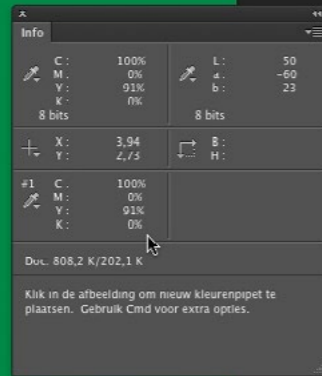 Info
C: 100%
M: 0%
Y: 91%
K: 0%
8 bits
L: 50
a: -60
b: 23
8 bits
X: 3,94
Y: 2,73
B:
H:
#1 C: 100%
M: 0%
Y: 91%
K: 0%
Doc: 808,2 K/202,1 K
Klik in de afbeelding om nieuw kleurenpipet te
plaatsen. Gebruik Cmd voor extra opties.